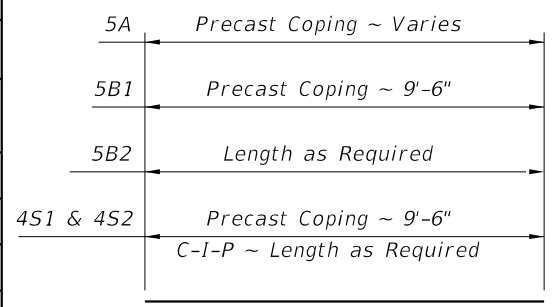 5A Precast Coping ~ Varies
5B1 Precast Coping ~ 9'-6"
5B2 Length as Required
4S1 & 4S2 Precast Coping ~ 9'-6"
C-I-P ~ Length as Required